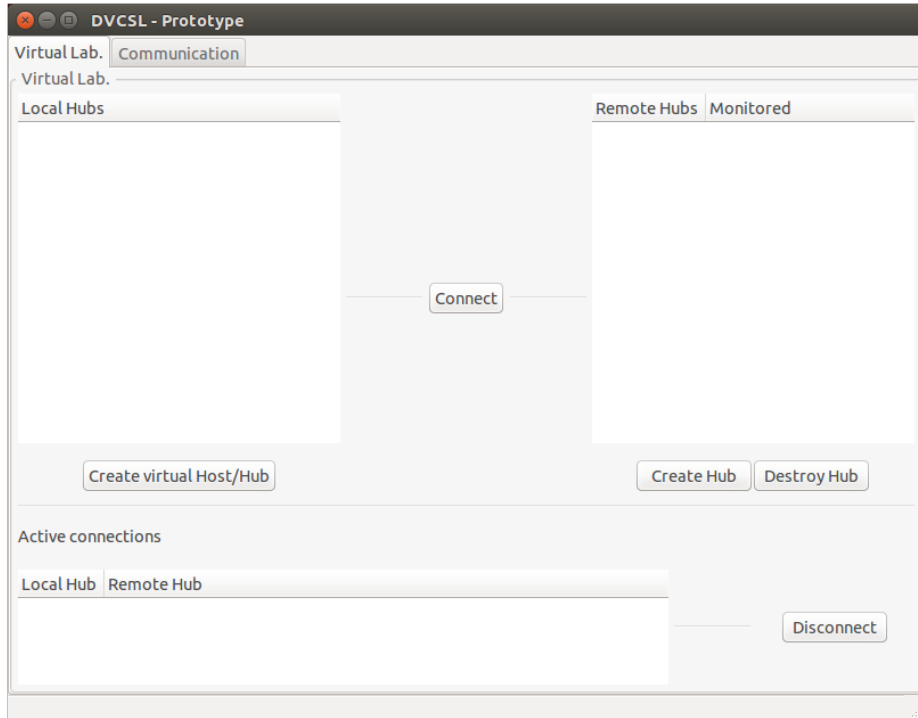 DVCSL - Prototype
Virtual Lab. Communication
Virtual Lab.
Local Hubs
Remote Hubs Monitored
Connect
Create virtual Host/Hub
Create Hub Destroy Hub
Active connections
Local Hub Remote Hub
Disconnect